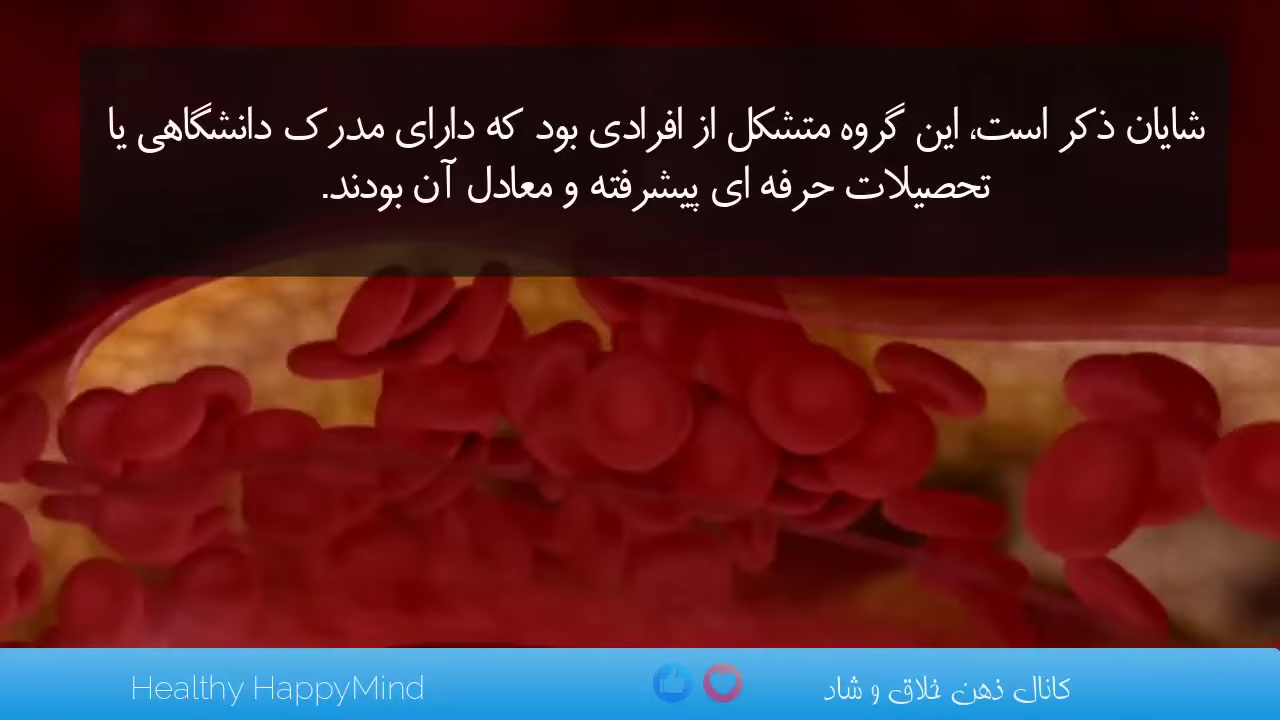 شایان ذکر است، این گروه متشکل از افرادی بود که دارای مدرک دانشگاهی یا
تحصیلات حرفه ای پیشرفته و معادل آن بودند.
Healthy HappyMind
کانال ذهن خلاق و شاد